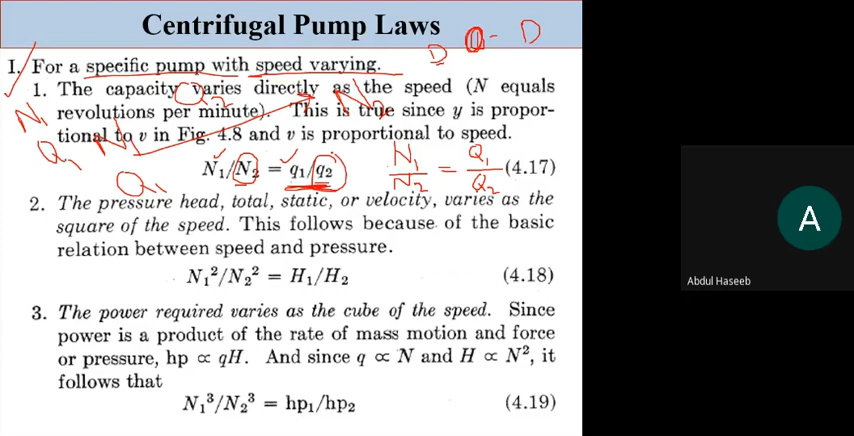 Centrifugal Pump Laws
D Q - D
I. For a specific pump with speed varying.
1. The capacity varies directly as the speed (N equals
Q2 N2
N1 revolutions per minute). This is true since y is propor-
tional to v in Fig. 4.8 and v is proportional to speed.
Q1 N1
N1/N2 = q1/q2 N1/N2 = Q1/Q2 (4.17)
Q1
2. The pressure head, total, static, or velocity, varies as the
square of the speed. This follows because of the basic
relation between speed and pressure.
N1²/N2² = H1/H2 (4.18)
3. The power required varies as the cube of the speed. Since
power is a product of the rate of mass motion and force
or pressure, hp ∝ qH. And since q ∝ N and H ∝ N², it
follows that
N1³/N2³ = hp1/hp2 (4.19)
A
Abdul Haseeb